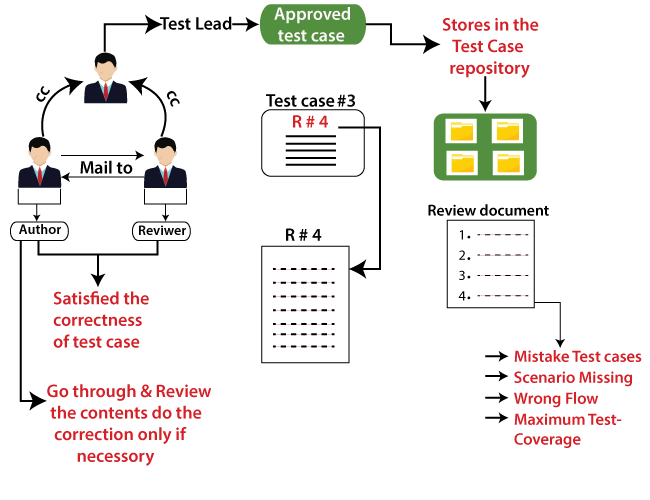 Test Lead
Approved
test case
Stores in the
Test Case
repository
cc
cc
Mail to
Author
Reviwer
Satisfied the
correctness
of test case
Go through & Review
the contents do the
correction only if
necessory
Test case #3
R # 4
R # 4
Review document
1.
2.
3.
4.
Mistake Test cases
Scenario Missing
Wrong Flow
Maximum Test-
Coverage